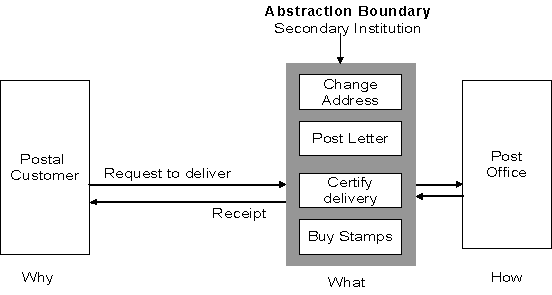 Abstraction Boundary
Secondary Institution
Change
Address
Post Letter
Postal
Customer
Request to deliver
Certify
delivery
Post
Office
Receipt
Buy Stamps
Why
What
How